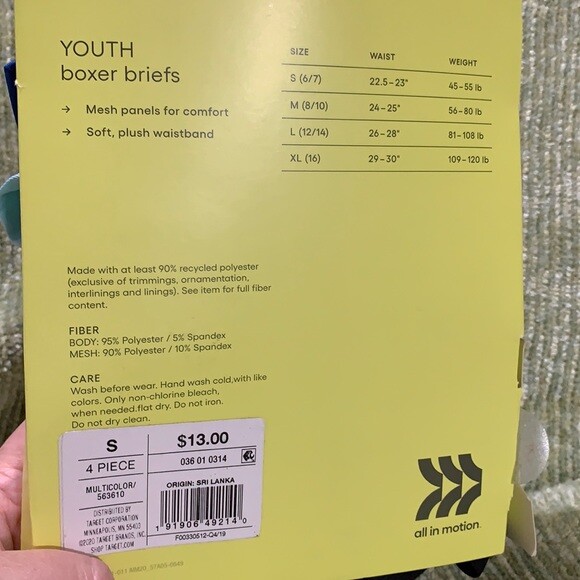 YOUTH
boxer briefs
→ Mesh panels for comfort
→ Soft, plush waistband
SIZE WAIST WEIGHT
S (6/7) 22.5–23" 45–55 lb
M (8/10) 24–25" 56–80 lb
L (12/14) 26–28" 81–108 lb
XL (16) 29–30" 109–120 lb
Made with at least 90% recycled polyester
(exclusive of trimmings, ornamentation,
interlinings and linings). See item for full fiber
content.
FIBER
BODY: 95% Polyester / 5% Spandex
MESH: 90% Polyester / 10% Spandex
CARE
Wash before wear. Hand wash cold,with like
colors. Only non-chlorine bleach,
when needed.flat dry. Do not iron.
Do not dry clean.
S
4 PIECE
MULTICOLOR/
563610
DISTRIBUTED BY
TARGET CORPORATION
MINNEAPOLIS, MN 55403
©2020 TARGET BRANDS, INC.
SHOP TARGET.COM
$13.00
036 01 0314
ORIGIN: SRI LANKA
1 91906 49214 0
F00330512-Q4/19
all in motion.